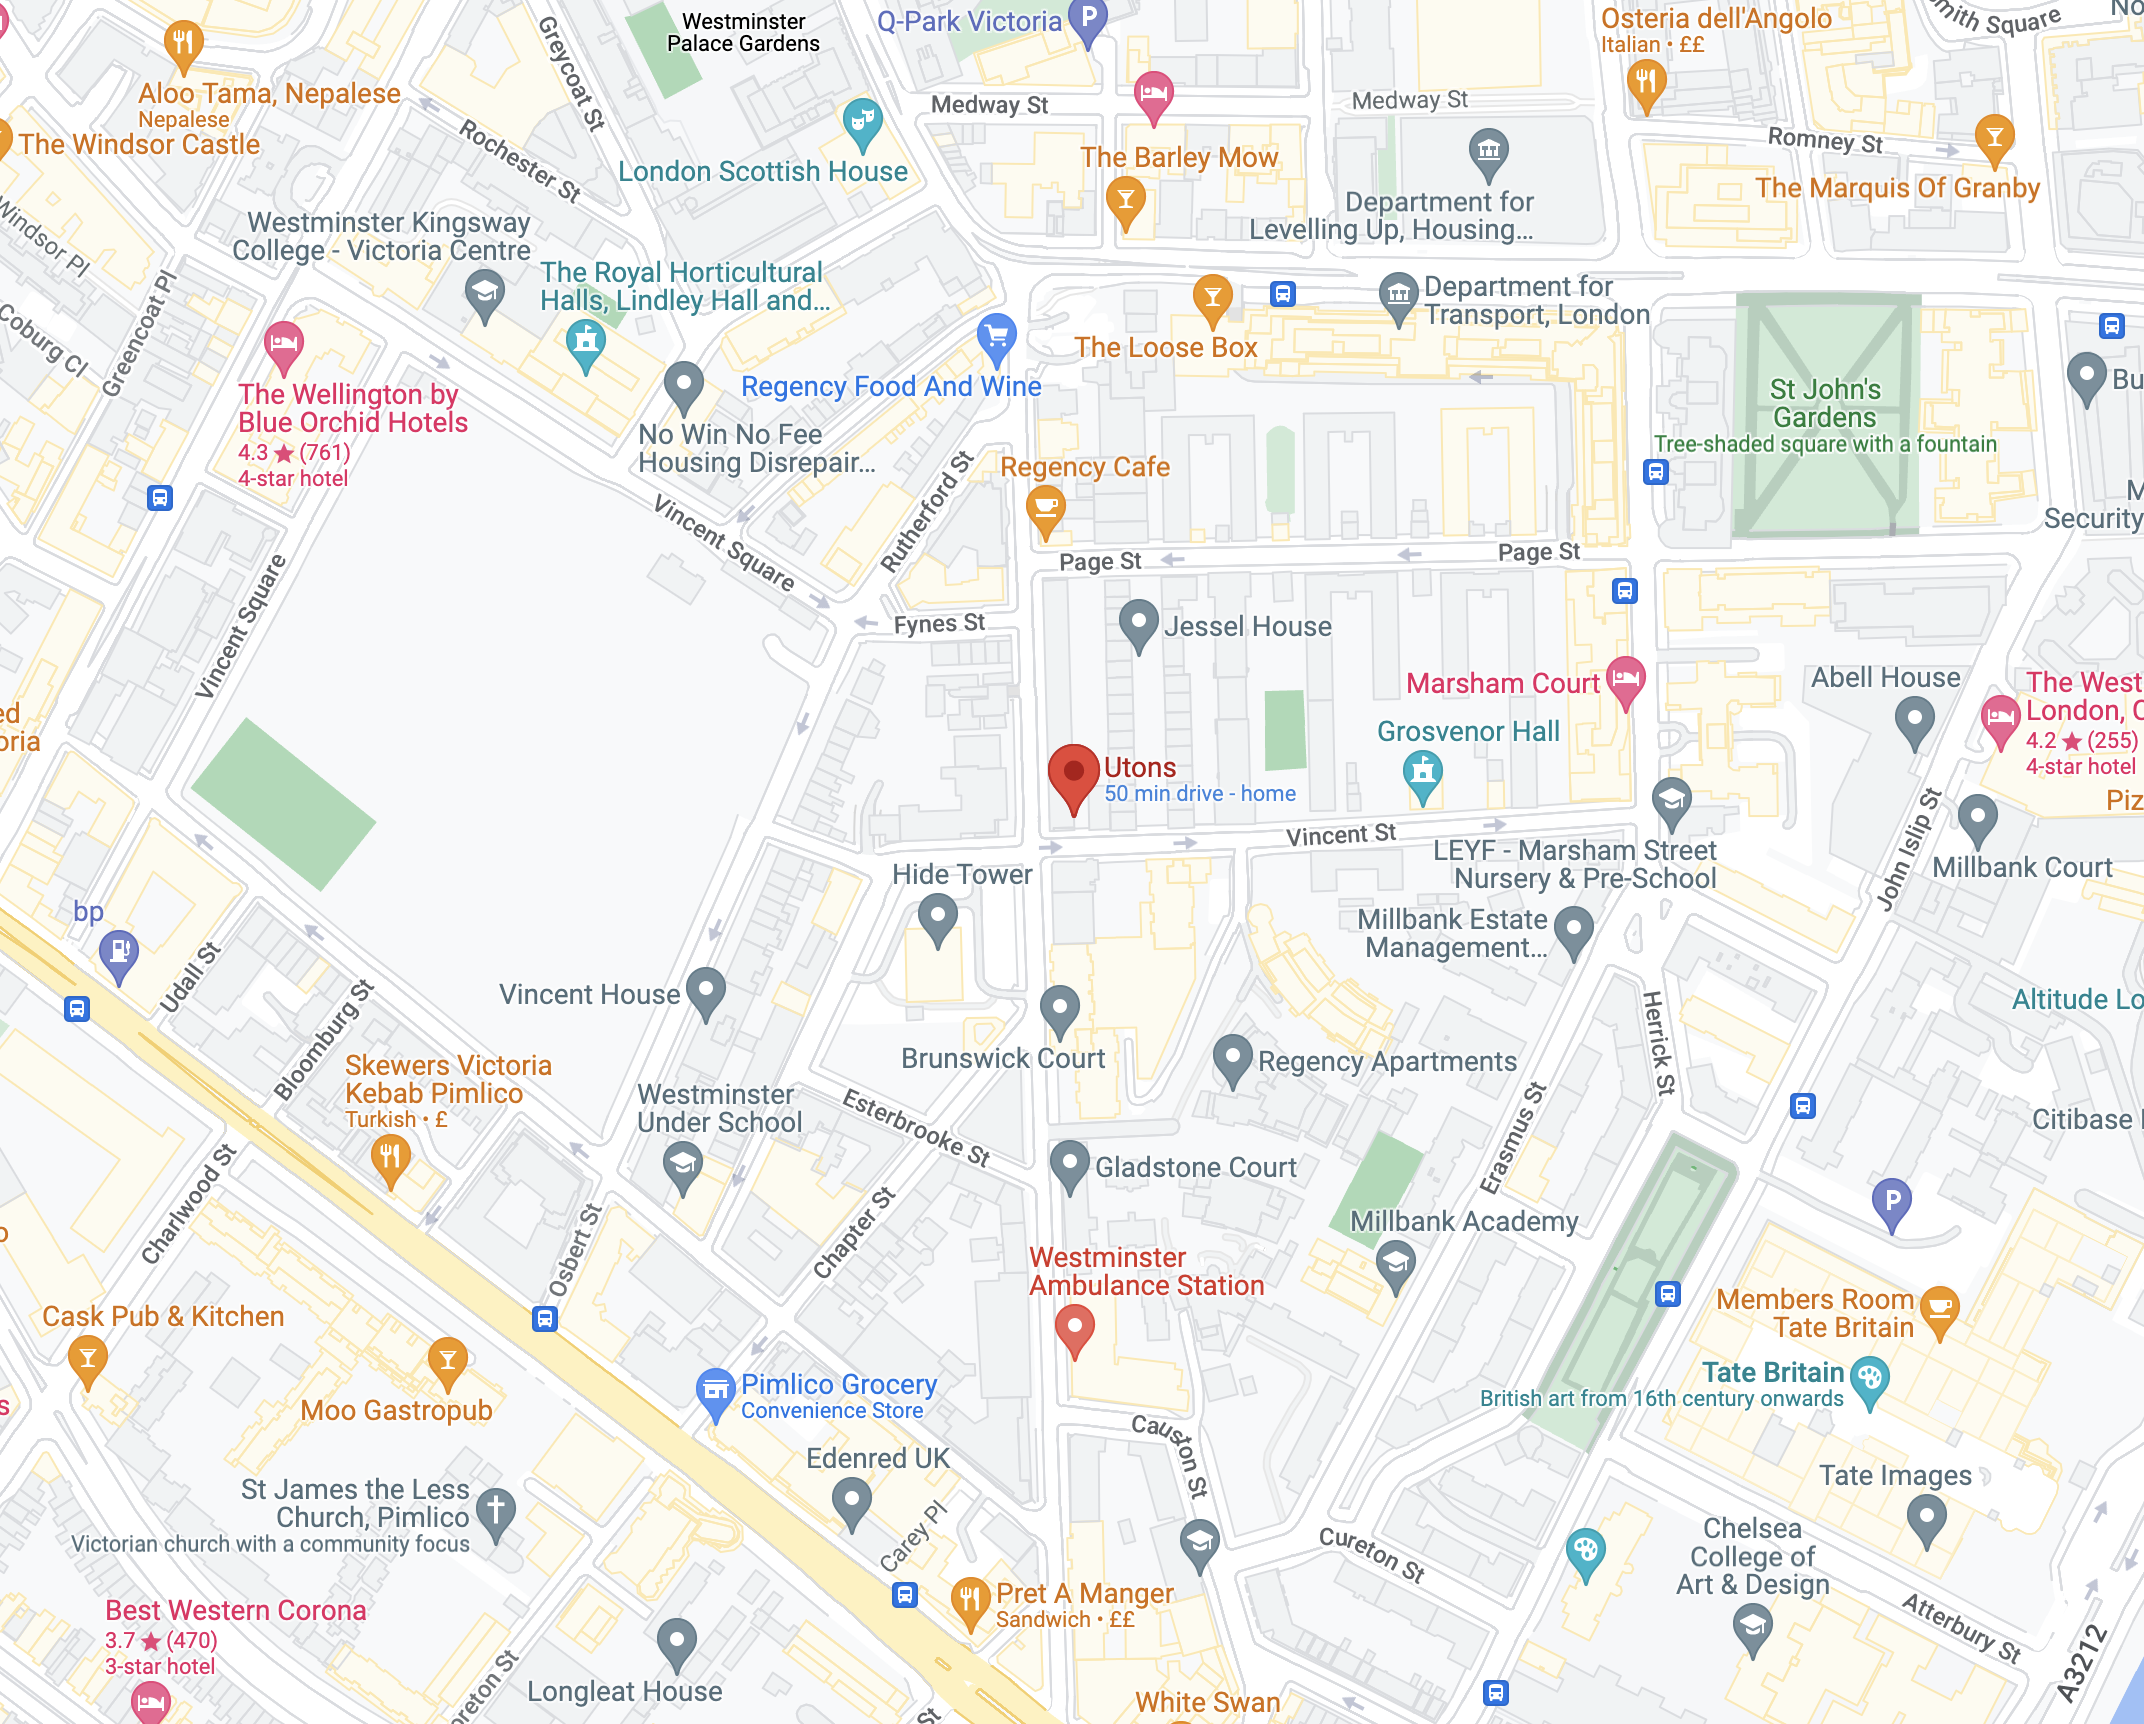 Westminster
Palace Gardens
Q-Park Victoria
P
Osteria dell'Angolo
Italian • ££
Smith Square
Greycoat St
Aloo Tama, Nepalese
Nepalese
The Windsor Castle
Rochester St
London Scottish House
Medway St
Medway St
The Barley Mow
Romney St
The Marquis Of Granby
Department for
Levelling Up, Housing...
Windsor Pl
Westminster Kingsway
College - Victoria Centre
The Royal Horticultural
Halls, Lindley Hall and...
Coburg Cl
Greencoat Pl
The Loose Box
Department for
Transport, London
The Wellington by
Blue Orchid Hotels
4.3 ★ (761)
4-star hotel
Regency Food And Wine
No Win No Fee
Housing Disrepair...
St John's
Gardens
Tree-shaded square with a fountain
Bu
Regency Cafe
Rutherford St
Vincent Square
Security
Page St
Page St
Vincent Square
Fynes St
Jessel House
Marsham Court
Grosvenor Hall
Abell House
The West
London, C
4.2 ★ (255)
4-star hotel
Piz
ed
oria
Utons
50 min drive - home
Vincent St
John Islip St
Millbank Court
LEYF - Marsham Street
Nursery & Pre-School
Hide Tower
Millbank Estate
Management...
bp
Udall St
Bloomburg St
Vincent House
Herrick St
Altitude Lo
Brunswick Court
Regency Apartments
Skewers Victoria
Kebab Pimlico
Turkish • £
Westminster
Under School
Esterbrooke St
Erasmus St
Citibase
Charlwood St
Gladstone Court
P
Millbank Academy
Osbert St
Chapter St
Westminster
Ambulance Station
Members Room
Tate Britain
Tate Britain
British art from 16th century onwards
Cask Pub & Kitchen
Moo Gastropub
Pimlico Grocery
Convenience Store
Causton St
Edenred UK
Tate Images
St James the Less
Church, Pimlico
Victorian church with a community focus
Carey Pl
Cureton St
Chelsea
College of
Art & Design
Pret A Manger
Sandwich • ££
Atterbury St
A3212
Best Western Corona
3.7 ★ (470)
3-star hotel
Longleat House
oreton St
St
White Swan